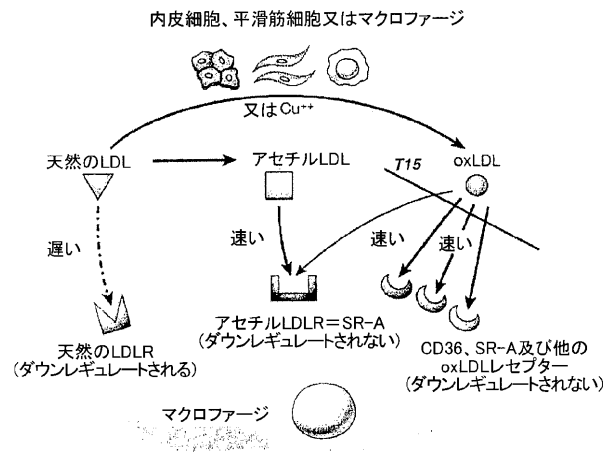 内皮細胞、平滑筋細胞又はマクロファージ
又はCu++
天然のLDL
アセチルLDL
T15
oxLDL
遅い
速い
速い
速い
天然のLDLR
(ダウンレギュレートされる)
アセチルLDLR=SR-A
(ダウンレギュレートされない)
CD36、SR-A及び他の
oxLDLレセプター
(ダウンレギュレートされない)
マクロファージ